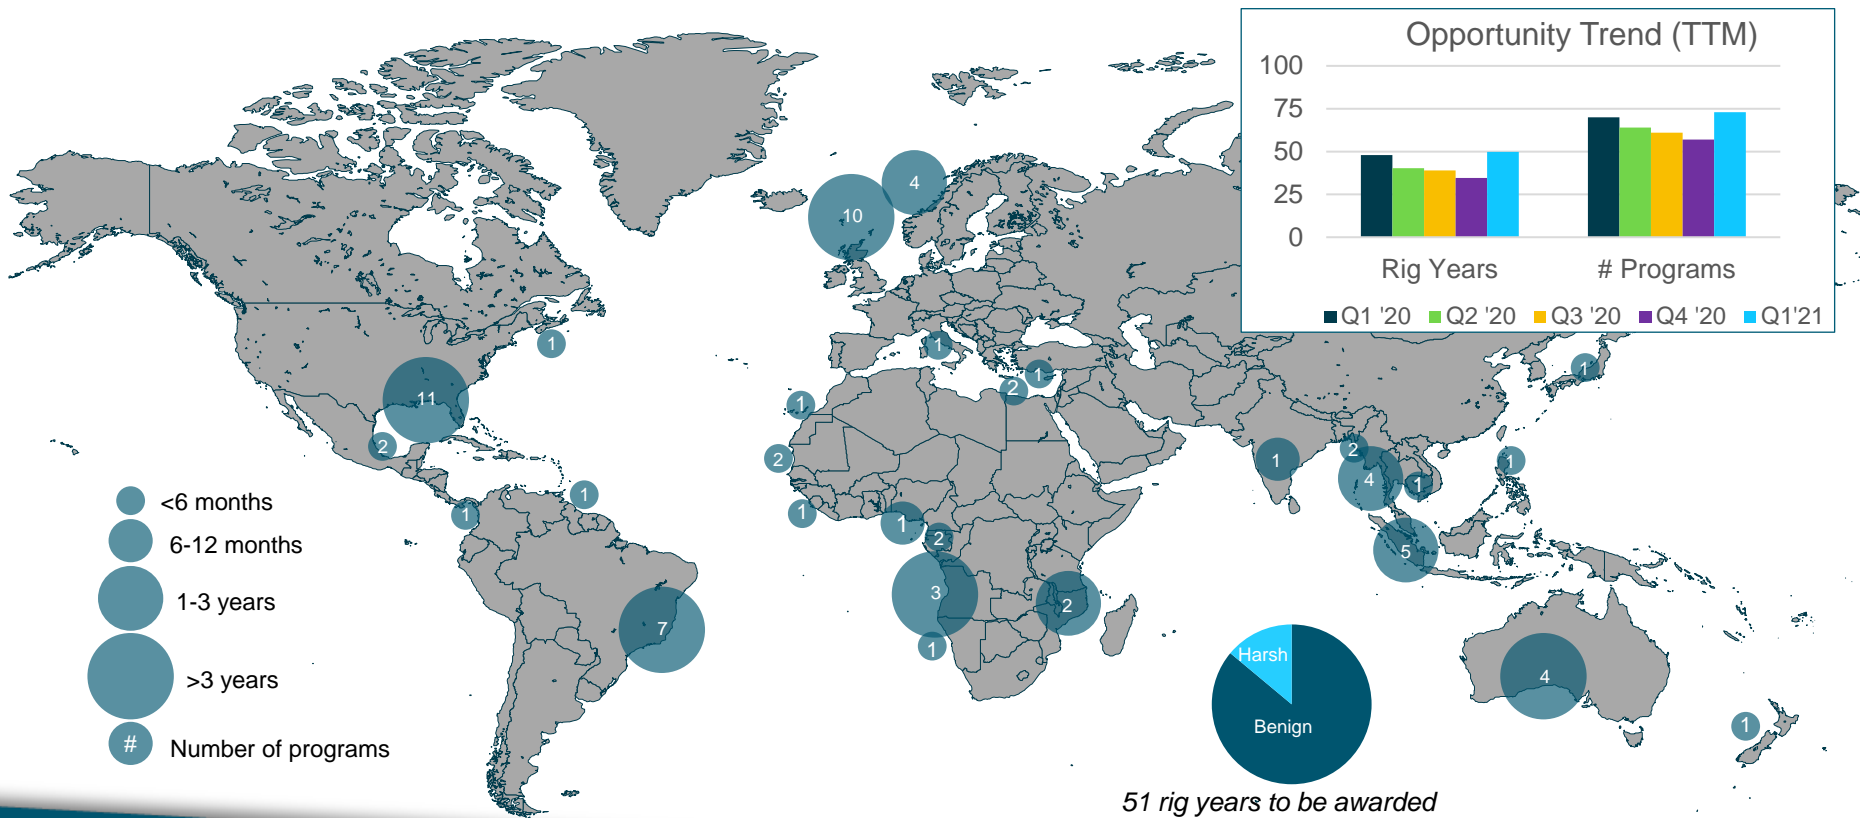 Opportunity Trend (TTM)
100
75
50
25
0
Rig Years
# Programs
Q1 '20
Q2 '20
Q3 '20
Q4 '20
Q1'21
4
10
1
1
1
1
2
11
1
2
2
1
2
1
4
1
1
1
1
1
1
2
5
3
2
7
1
4
1
<6 months
6-12 months
1-3 years
>3 years
# Number of programs
Harsh
Benign
51 rig years to be awarded